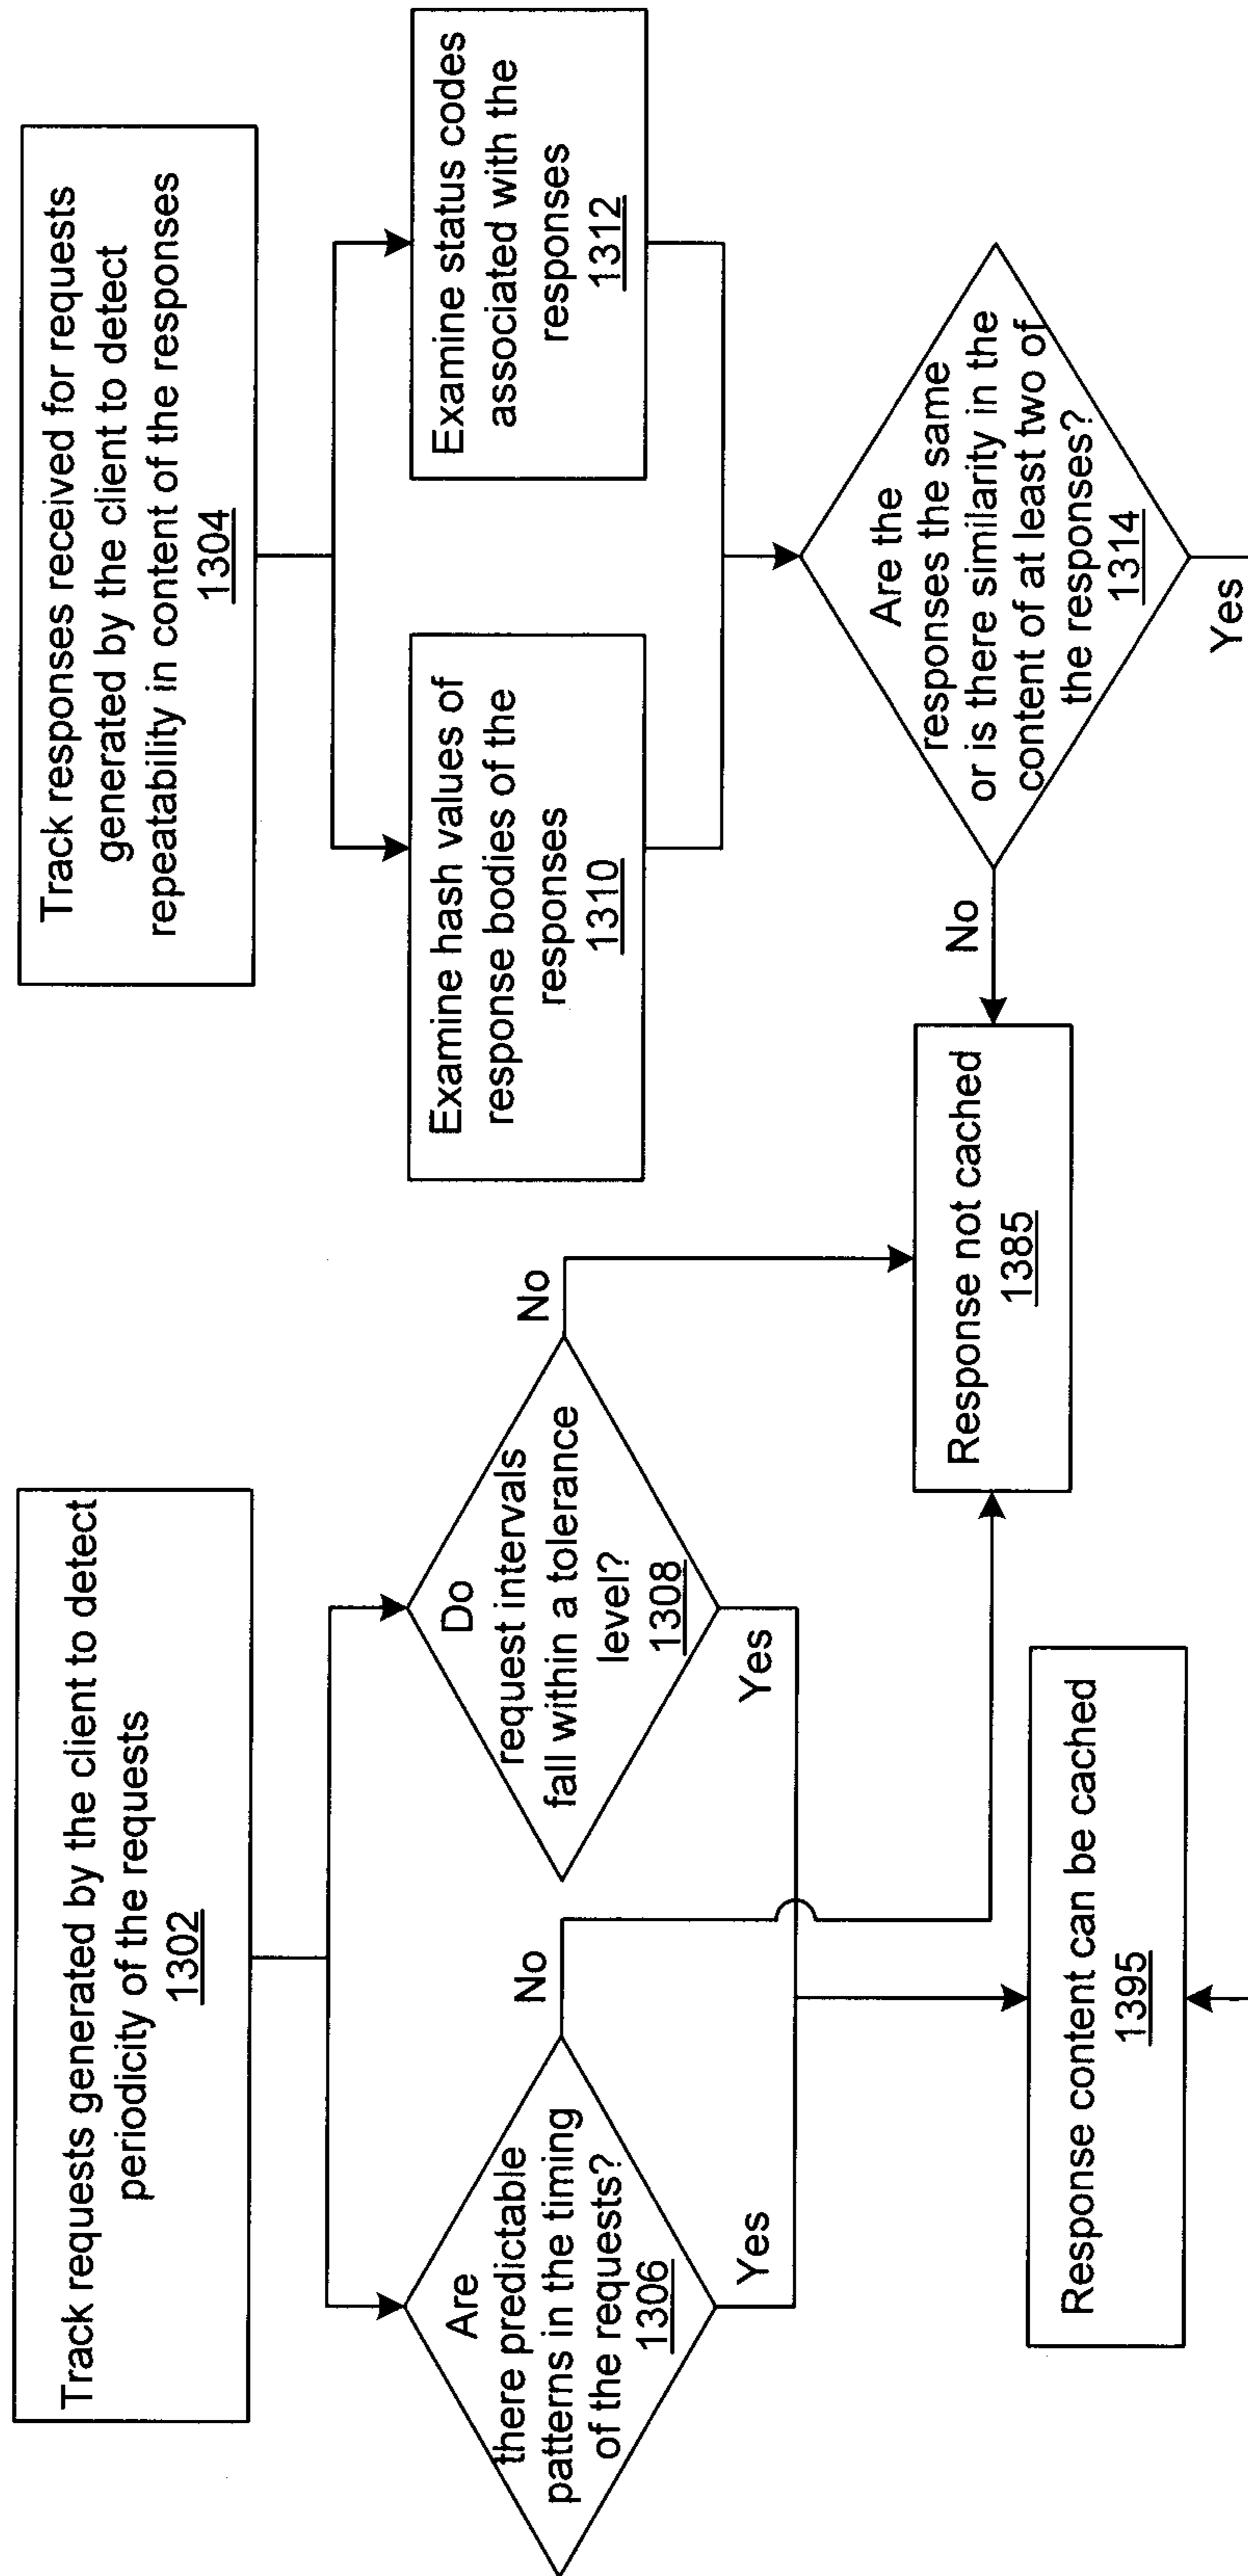 Track requests generated by the client to detect
periodicity of the requests
1302
Track responses received for requests
generated by the client to detect
repeatability in content of the responses
1304
Are
there predictable
patterns in the timing
of the requests?
1306
No
Yes
Do
request intervals
fall within a tolerance
level?
1308
No
Yes
Examine hash values of
response bodies of the
responses
1310
Examine status codes
associated with the
responses
1312
Are the
responses the same
or is there similarity in the
content of at least two of
the responses?
1314
No
Yes
Response not cached
1385
Response content can be cached
1395